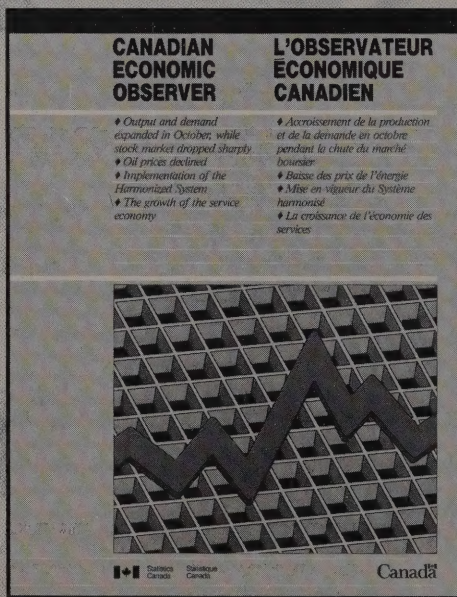 CANADIAN
ECONOMIC
OBSERVER
♦ Output and demand
expanded in October, while
stock market dropped sharply
♦ Oil prices declined
♦ Implementation of the
Harmonized System
♦ The growth of the service
economy
L'OBSERVATEUR
ÉCONOMIQUE
CANADIEN
♦ Accroissement de la production
et de la demande en octobre
pendant la chute du marché
boursier
♦ Baisse des prix de l'énergie
♦ Mise en vigueur du Système
harmonisé
♦ La croissance de l'économie des
services
Statistics
Canada
Statistique
Canada
Canada